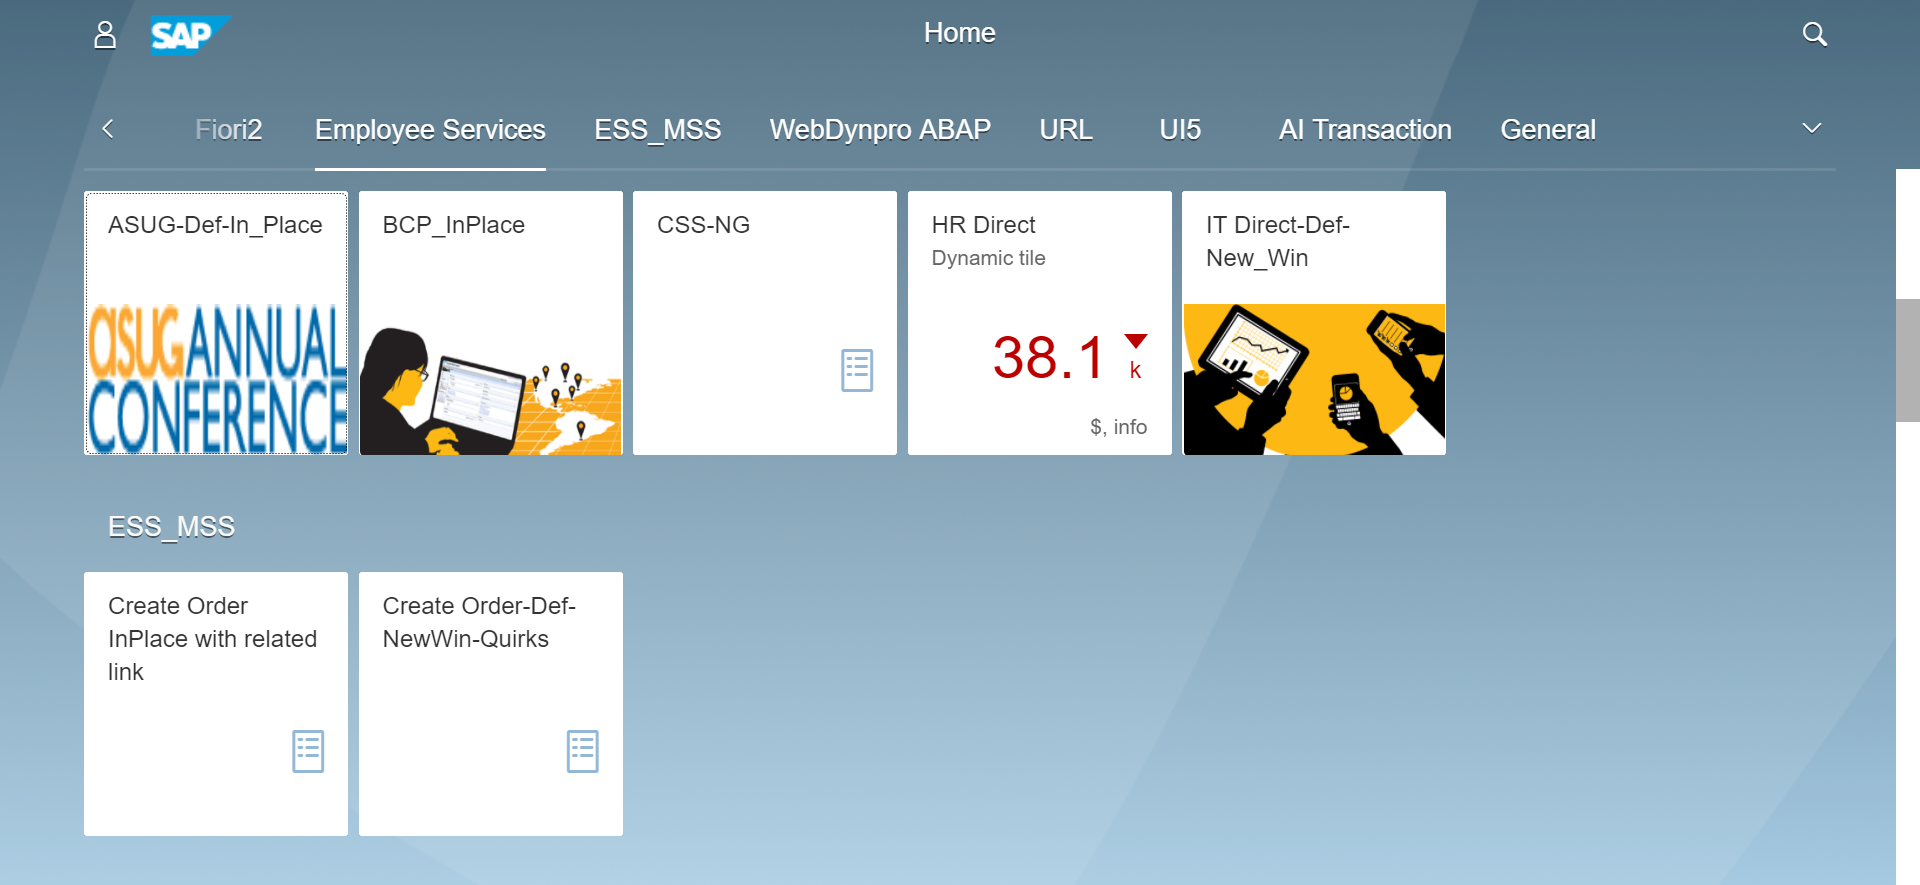 SAP
Home
Fiori2
Employee Services
ESS_MSS
WebDynpro ABAP
URL
UI5
AI Transaction
General
ASUG-Def-In_Place
asug ANNUAL
CONFERENCE
BCP_InPlace
CSS-NG
HR Direct
Dynamic tile
38.1
k
$, info
IT Direct-Def-
New_Win
ESS_MSS
Create Order
InPlace with related
link
Create Order-Def-
NewWin-Quirks